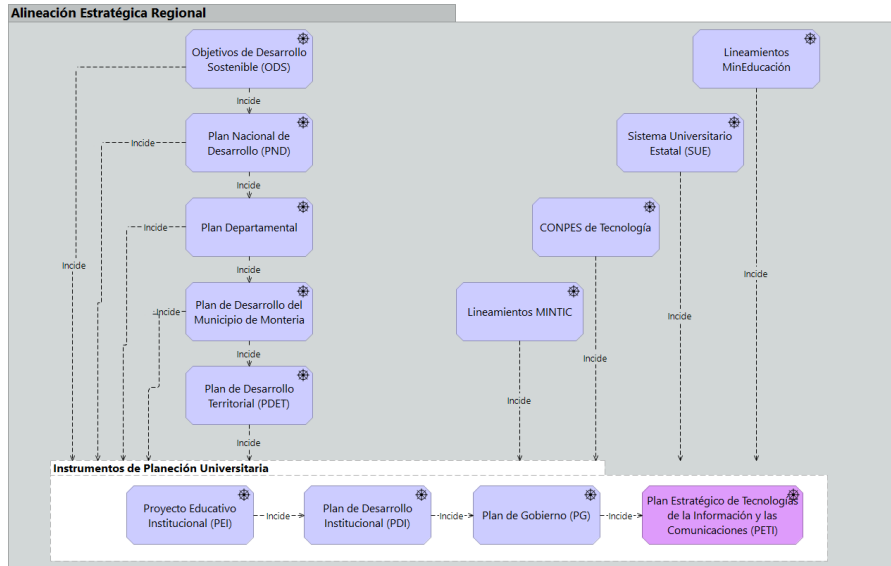 Alineación Estratégica Regional
Objetivos de Desarrollo
Sostenible (ODS)
Lineamientos
MinEducación
Incide
Plan Nacional de
Desarrollo (PND)
Sistema Universitario
Estatal (SUE)
Incide
Incide
Plan Departamental
CONPES de Tecnología
Incide
Incide
Incide
Incide
Plan de Desarrollo del
Municipio de Monteria
Lineamientos MINTIC
Incide
Incide
Incide
Incide
Incide
Plan de Desarrollo
Territorial (PDET)
Incide
Incide
Instrumentos de Planeción Universitaria
Proyecto Educativo
Institucional (PEI)
Incide
Plan de Desarrollo
Institucional (PDI)
Incide
Plan de Gobierno (PG)
Incide
Plan Estratégico de Tecnologías
de la Información y las
Comunicaciones (PETI)